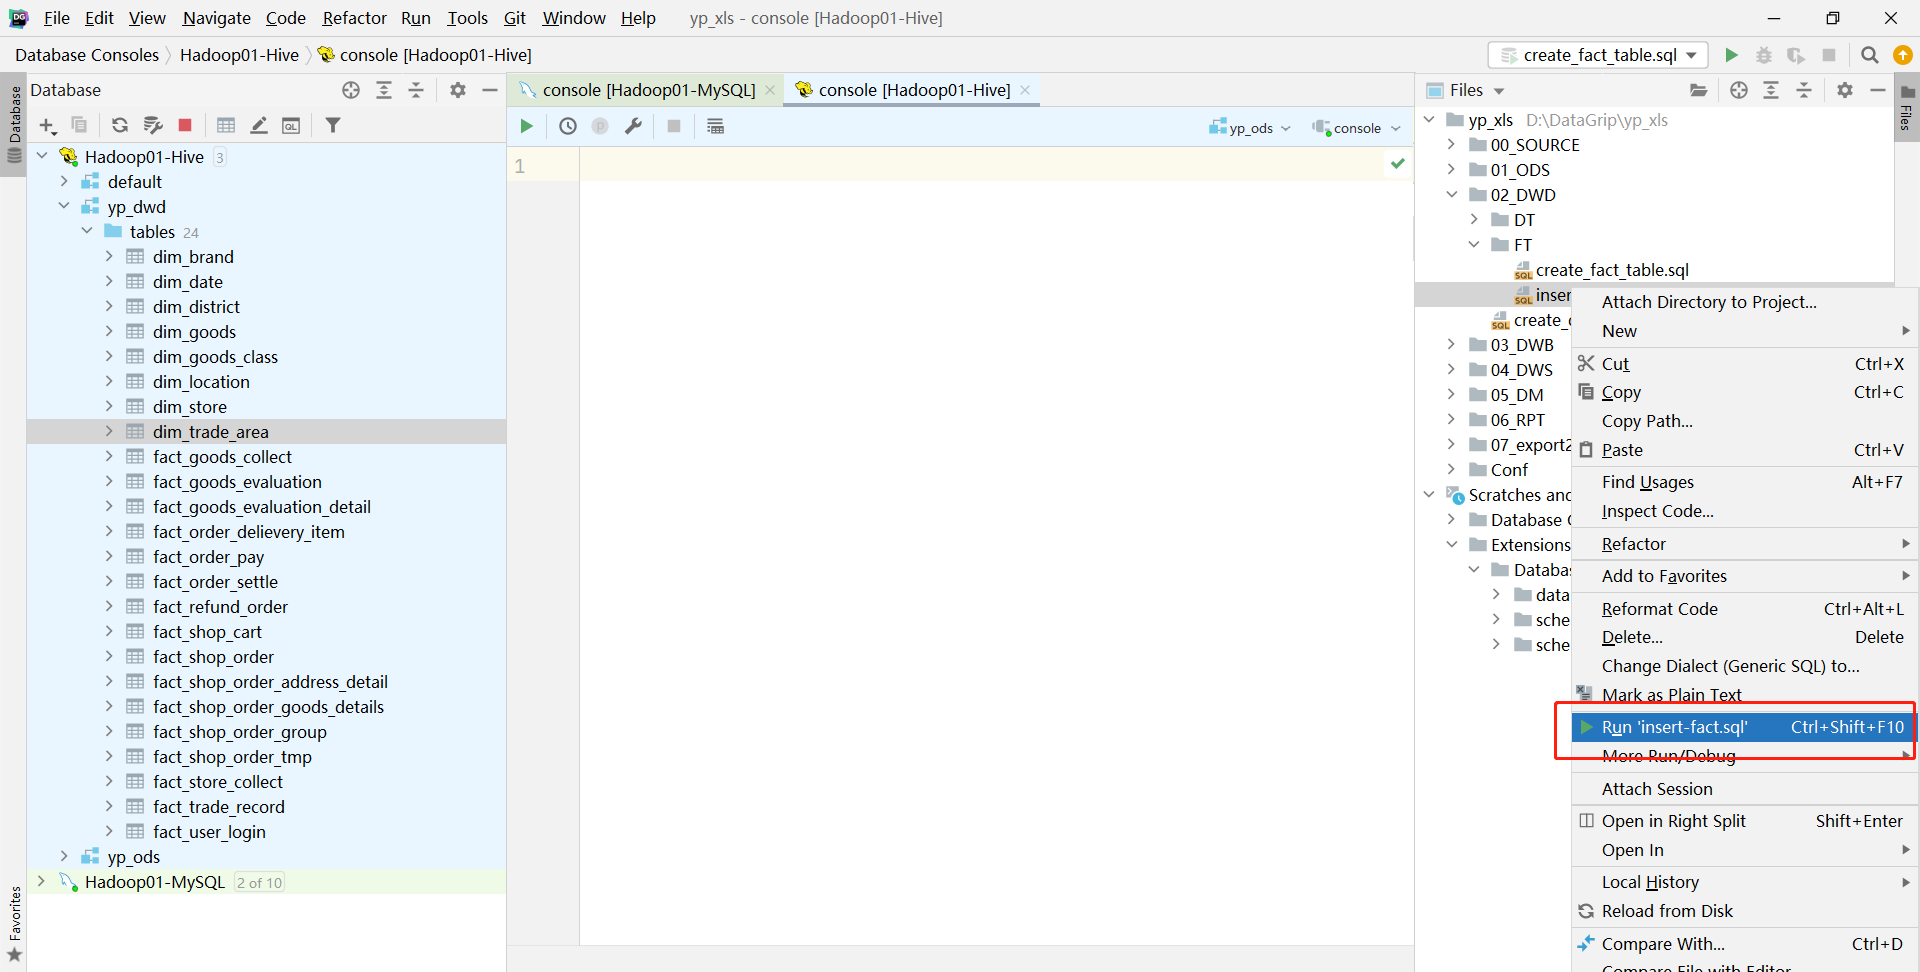 File Edit View Navigate Code Refactor Run Tools Git Window Help yp_xls - console [Hadoop01-Hive]
Database Consoles Hadoop01-Hive console [Hadoop01-Hive] create_fact_table.sql
Database
Database
console [Hadoop01-MySQL]
console [Hadoop01-Hive]
Files
Files
QL
yp_ods
console
1
Hadoop01-Hive 3
default
yp_dwd
tables 24
dim_brand
dim_date
dim_district
dim_goods
dim_goods_class
dim_location
dim_store
dim_trade_area
fact_goods_collect
fact_goods_evaluation
fact_goods_evaluation_detail
fact_order_delievery_item
fact_order_pay
fact_order_settle
fact_refund_order
fact_shop_cart
fact_shop_order
fact_shop_order_address_detail
fact_shop_order_goods_details
fact_shop_order_group
fact_shop_order_tmp
fact_store_collect
fact_trade_record
fact_user_login
yp_ods
Hadoop01-MySQL 2 of 10
Favorites
yp_xls D:\DataGrip\yp_xls
00_SOURCE
01_ODS
02_DWD
DT
FT
create_fact_table.sql
inser
create_
03_DWB
04_DWS
05_DM
06_RPT
07_export2
Conf
Scratches and
Database
Extensions
Databa
data
sche
sche
Attach Directory to Project...
New
Cut Ctrl+X
Copy Ctrl+C
Copy Path...
Paste Ctrl+V
Find Usages Alt+F7
Inspect Code...
Refactor
Add to Favorites
Reformat Code Ctrl+Alt+L
Delete... Delete
Change Dialect (Generic SQL) to...
Mark as Plain Text
Run 'insert-fact.sql' Ctrl+Shift+F10
More Run/Debug
Attach Session
Open in Right Split Shift+Enter
Open In
Local History
Reload from Disk
Compare With... Ctrl+D
Compare File with Editor